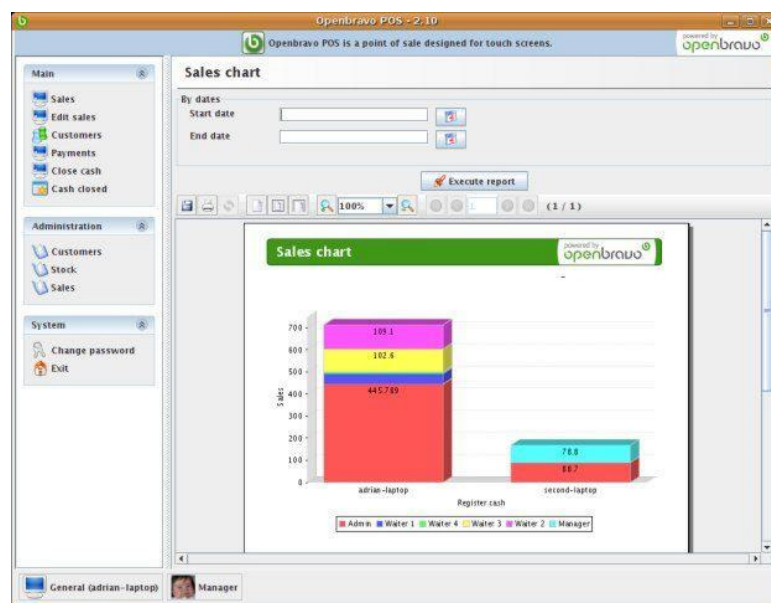 Openbravo POS - 2.10
Openbravo POS is a point of sale designed for touch screens.
powered by
openbravo
Main
Sales
Edit sales
Customers
Payments
Close cash
Cash closed
Administration
Customers
Stock
Sales
System
Change password
Exit
Sales chart
By dates
Start date
End date
Execute report
100%
1
(1 / 1)
Sales chart
powered by
openbravo
700
600
500
400
300
200
100
0
Sales
109.1
102.6
445.789
78.8
88.7
adrian-laptop
second-laptop
Register cash
Admin Waiter 1 Waiter 4 Waiter 3 Waiter 2 Manager
General (adrian-laptop)
Manager